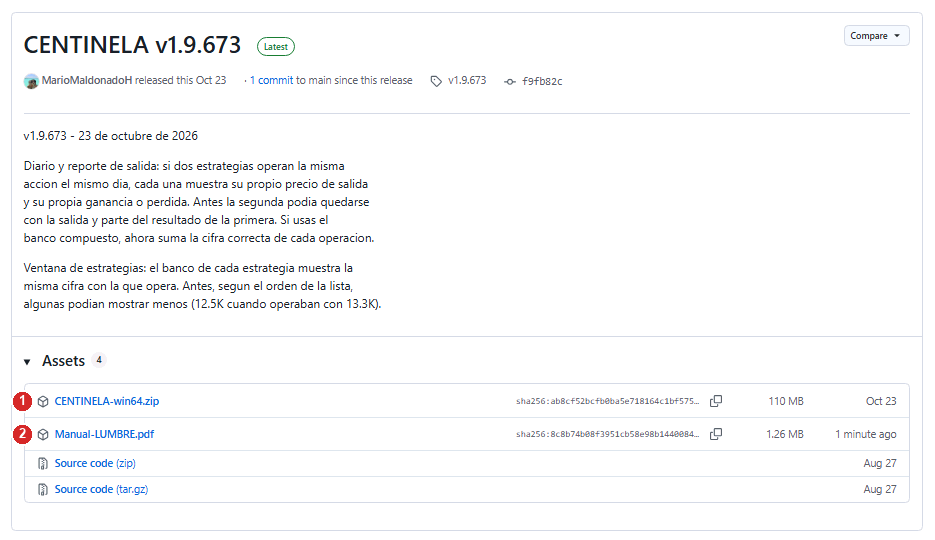 CENTINELA v1.9.673 Latest
Compare
MarioMaldonadoH released this Oct 23 · 1 commit to main since this release v1.9.673 f9fb82c
v1.9.673 - 23 de octubre de 2026
Diario y reporte de salida: si dos estrategias operan la misma
accion el mismo dia, cada una muestra su propio precio de salida
y su propia ganancia o perdida. Antes la segunda podia quedarse
con la salida y parte del resultado de la primera. Si usas el
banco compuesto, ahora suma la cifra correcta de cada operacion.
Ventana de estrategias: el banco de cada estrategia muestra la
misma cifra con la que opera. Antes, segun el orden de la lista,
algunas podian mostrar menos (12.5K cuando operaban con 13.3K).
Assets 4
1 CENTINELA-win64.zip sha256:ab8cf52bcfb0ba5e718164c1bf575… 110 MB Oct 23
2 Manual-LUMBRE.pdf sha256:8c8b74b08f3951cb58e98b1440084… 1.26 MB 1 minute ago
Source code (zip) Aug 27
Source code (tar.gz) Aug 27